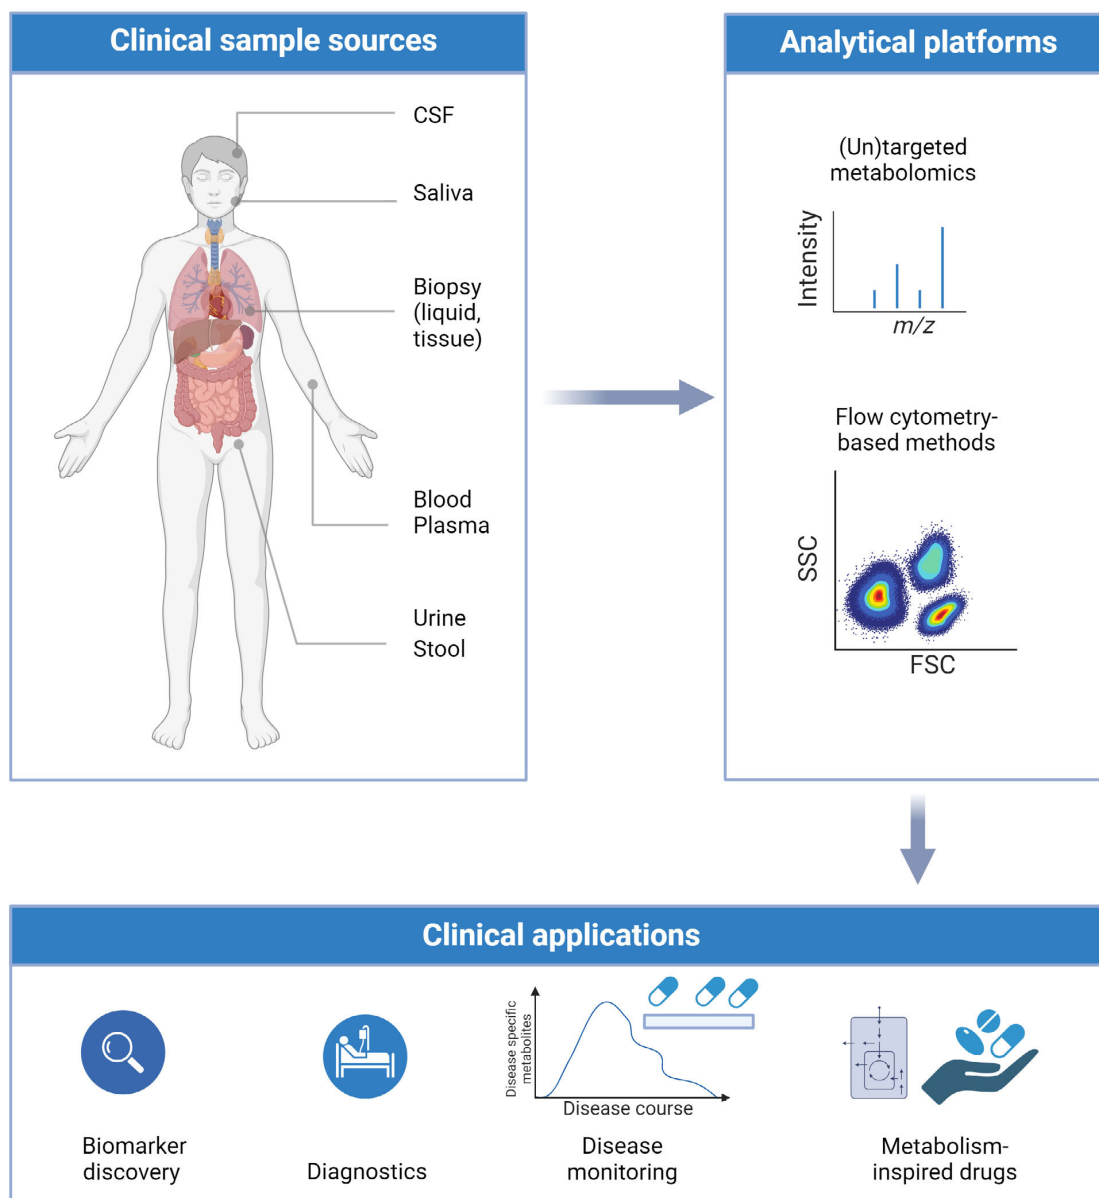 Clinical sample sources
CSF
Saliva
Biopsy
(liquid,
tissue)
Blood
Plasma
Urine
Stool
Analytical platforms
(Un)targeted
metabolomics
Intensity
m/z
Flow cytometry-
based methods
SSC
FSC
Clinical applications
Biomarker
discovery
Diagnostics
Disease specific
metabolites
Disease course
Disease
monitoring
Metabolism-
inspired drugs